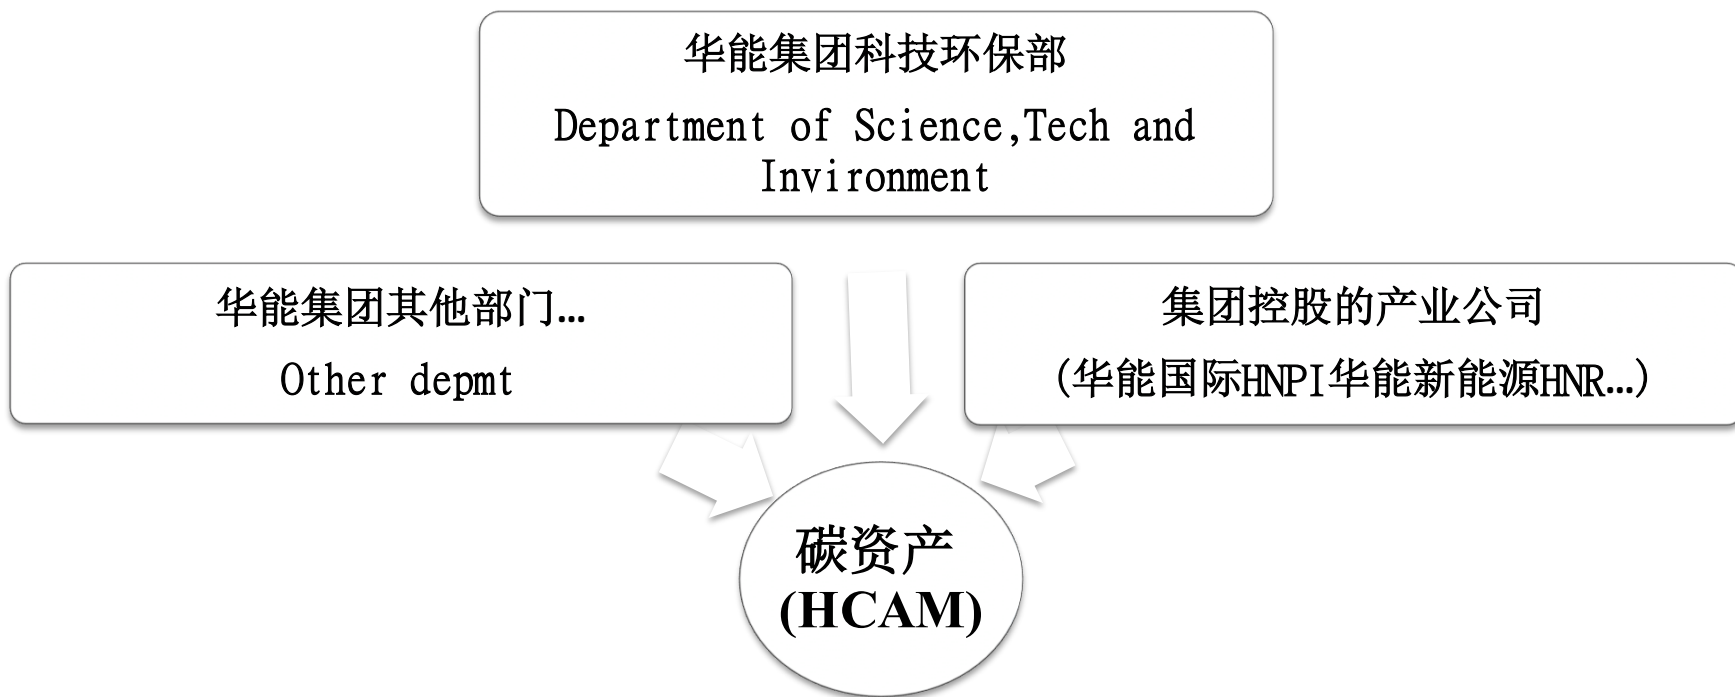 华能集团科技环保部
Department of Science,Tech and
Invironment
华能集团其他部门…
Other depmt
集团控股的产业公司
(华能国际HNPI华能新能源HNR…)
碳资产
(HCAM)